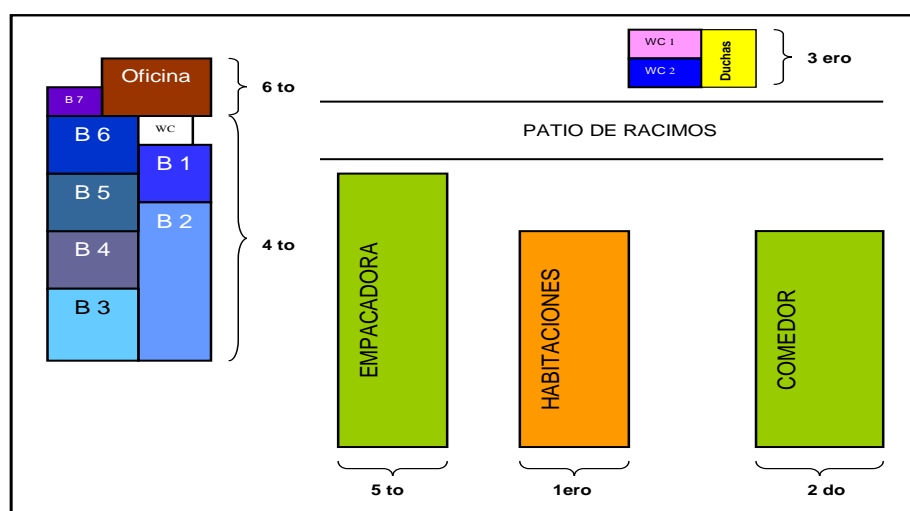 WC 1
WC 2
Duchas
3 ero
Oficina
6 to
B 7
B 6
WC
B 1
B 5
B 2
B 4
B 3
4 to
PATIO DE RACIMOS
EMPACADORA
HABITACIONES
COMEDOR
5 to
1ero
2 do